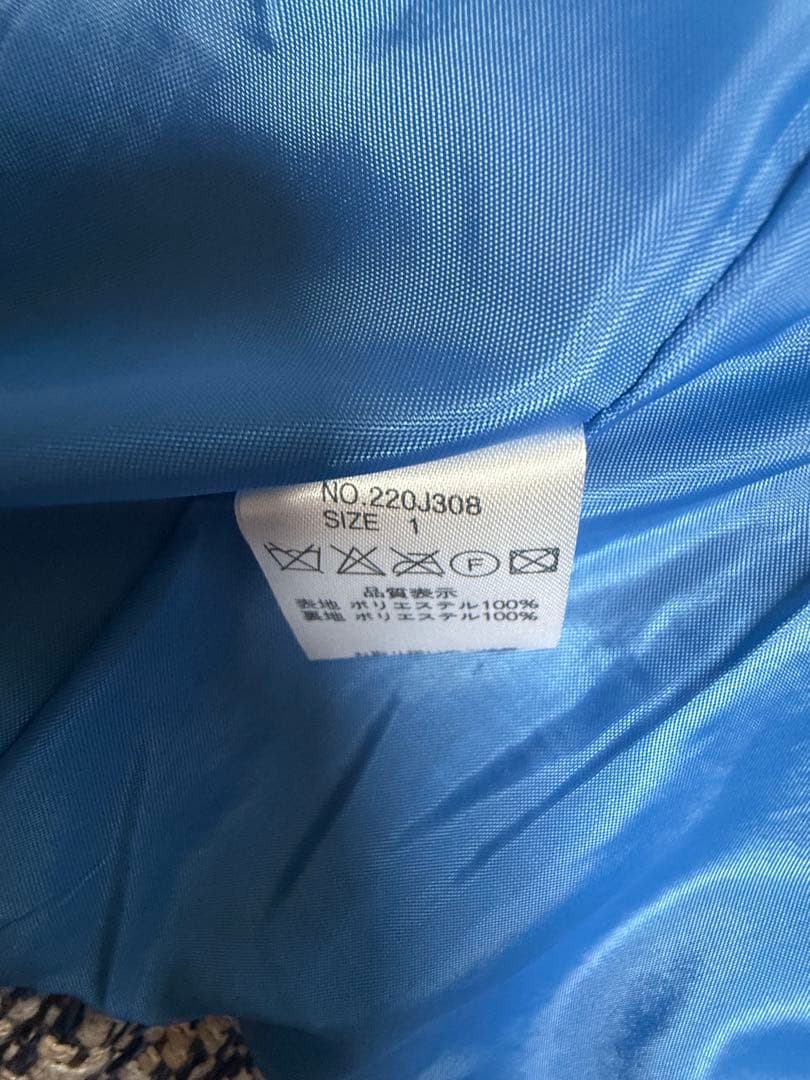 NO.220J308
SIZE 1
F
品質表示
表地 ポリエステル100%
裏地 ポリエステル100%